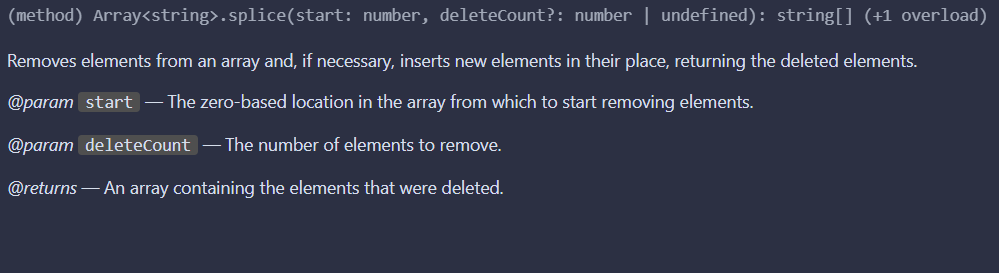 (method) Array<string>.splice(start: number, deleteCount?: number | undefined): string[] (+1 overload)
Removes elements from an array and, if necessary, inserts new elements in their place, returning the deleted elements.
@param start — The zero-based location in the array from which to start removing elements.
@param deleteCount — The number of elements to remove.
@returns — An array containing the elements that were deleted.